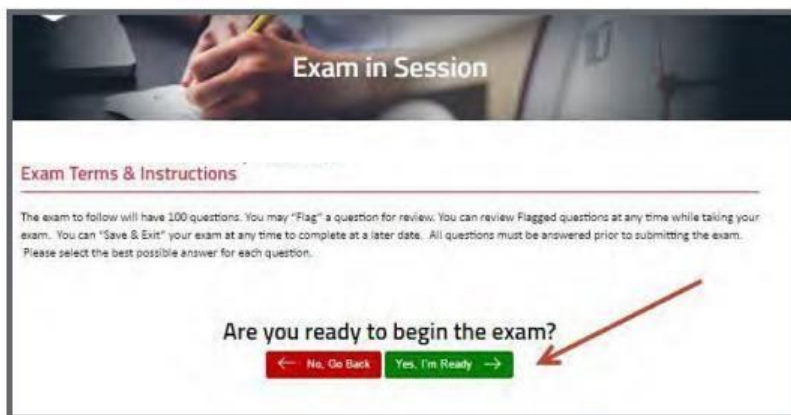 Exam in Session
Exam Terms & Instructions
The exam to follow will have 100 questions. You may "Flag" a question for review. You can review Flagged questions at any time while taking your
exam. You can "Save & Exit" your exam at any time to complete at a later date. All questions must be answered prior to submitting the exam.
Please select the best possible answer for each question.
Are you ready to begin the exam?
← No, Go Back Yes, I'm Ready →